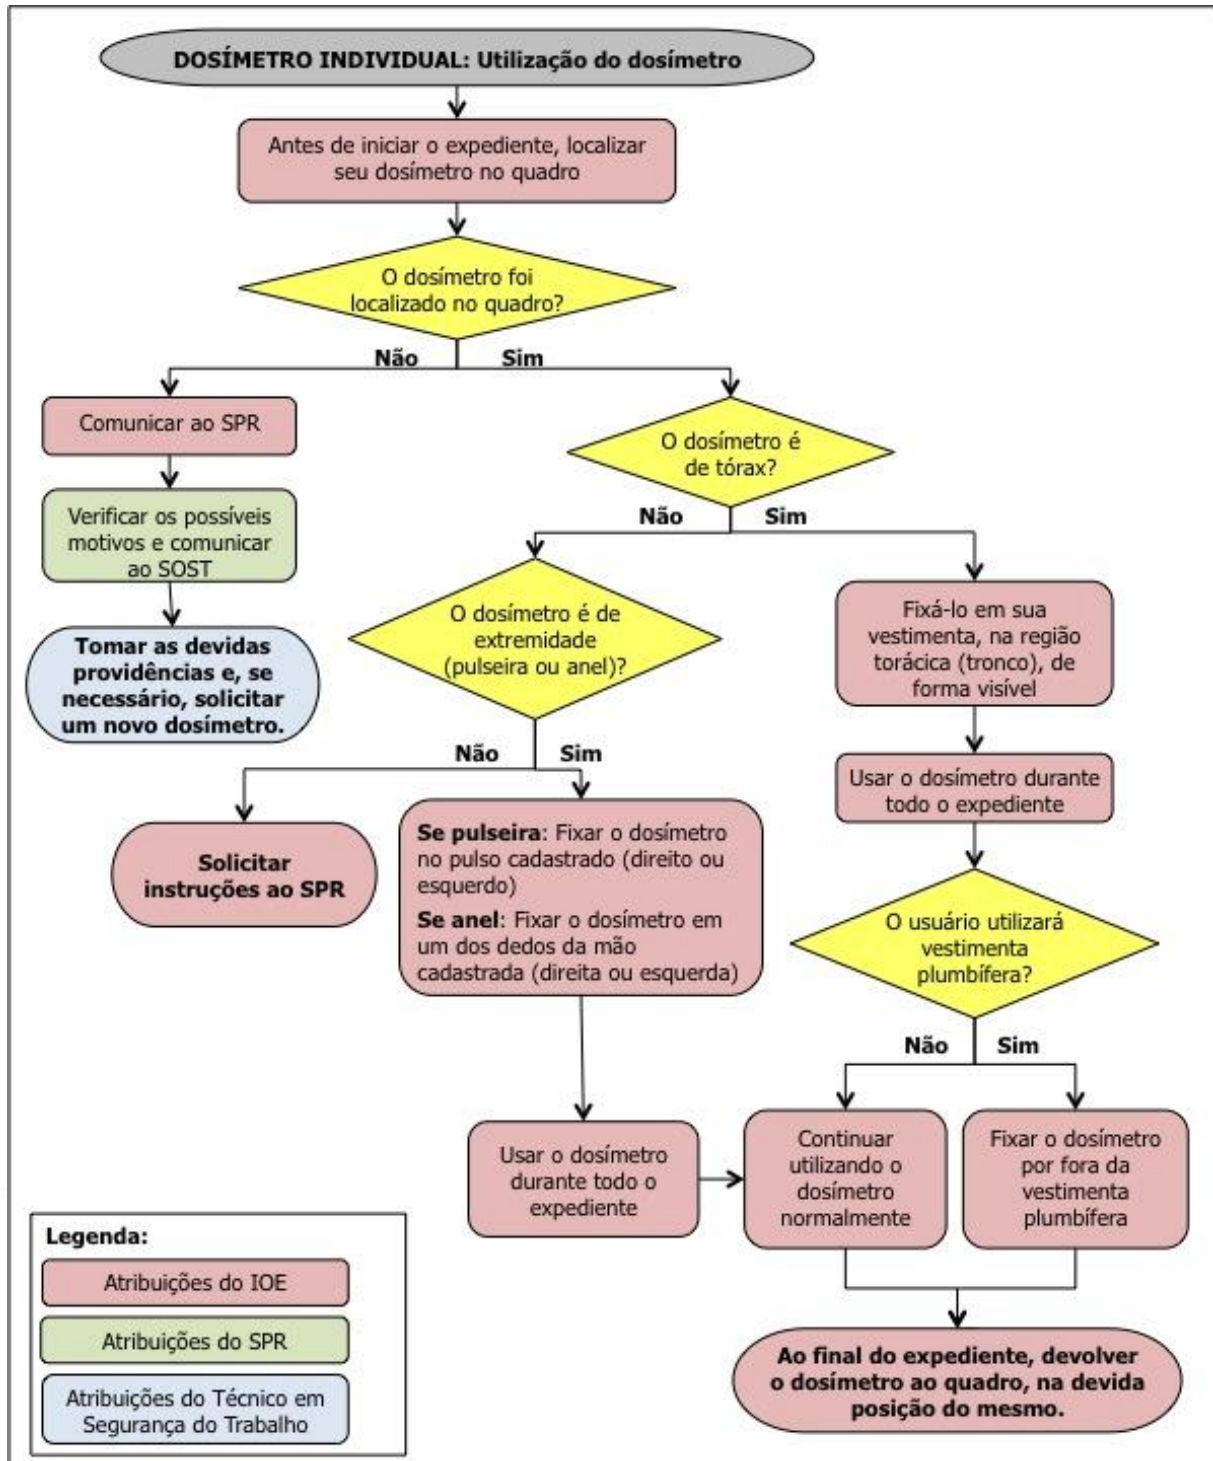 DOSÍMETRO INDIVIDUAL: Utilização do dosímetro
Antes de iniciar o expediente, localizar
seu dosímetro no quadro
O dosímetro foi
localizado no quadro?
Não
Sim
Comunicar ao SPR
O dosímetro é
de tórax?
Verificar os possíveis
motivos e comunicar
ao SOST
Não
Sim
Tomar as devidas
providências e, se
necessário, solicitar
um novo dosímetro.
O dosímetro é de
extremidade
(pulseira ou anel)?
Fixá-lo em sua
vestimenta, na região
torácica (tronco), de
forma visível
Não
Sim
Usar o dosímetro durante
todo o expediente
Solicitar
instruções ao SPR
Se pulseira: Fixar o dosímetro
no pulso cadastrado (direito ou
esquerdo)
Se anel: Fixar o dosímetro em
um dos dedos da mão
cadastrada (direita ou esquerda)
O usuário utilizará
vestimenta
plumbífera?
Não
Sim
Usar o dosímetro
durante todo o
expediente
Continuar
utilizando o
dosímetro
normalmente
Fixar o dosímetro
por fora da
vestimenta
plumbífera
Ao final do expediente, devolver
o dosímetro ao quadro, na devida
posição do mesmo.
Legenda:
Atribuições do IOE
Atribuições do SPR
Atribuições do Técnico em
Segurança do Trabalho